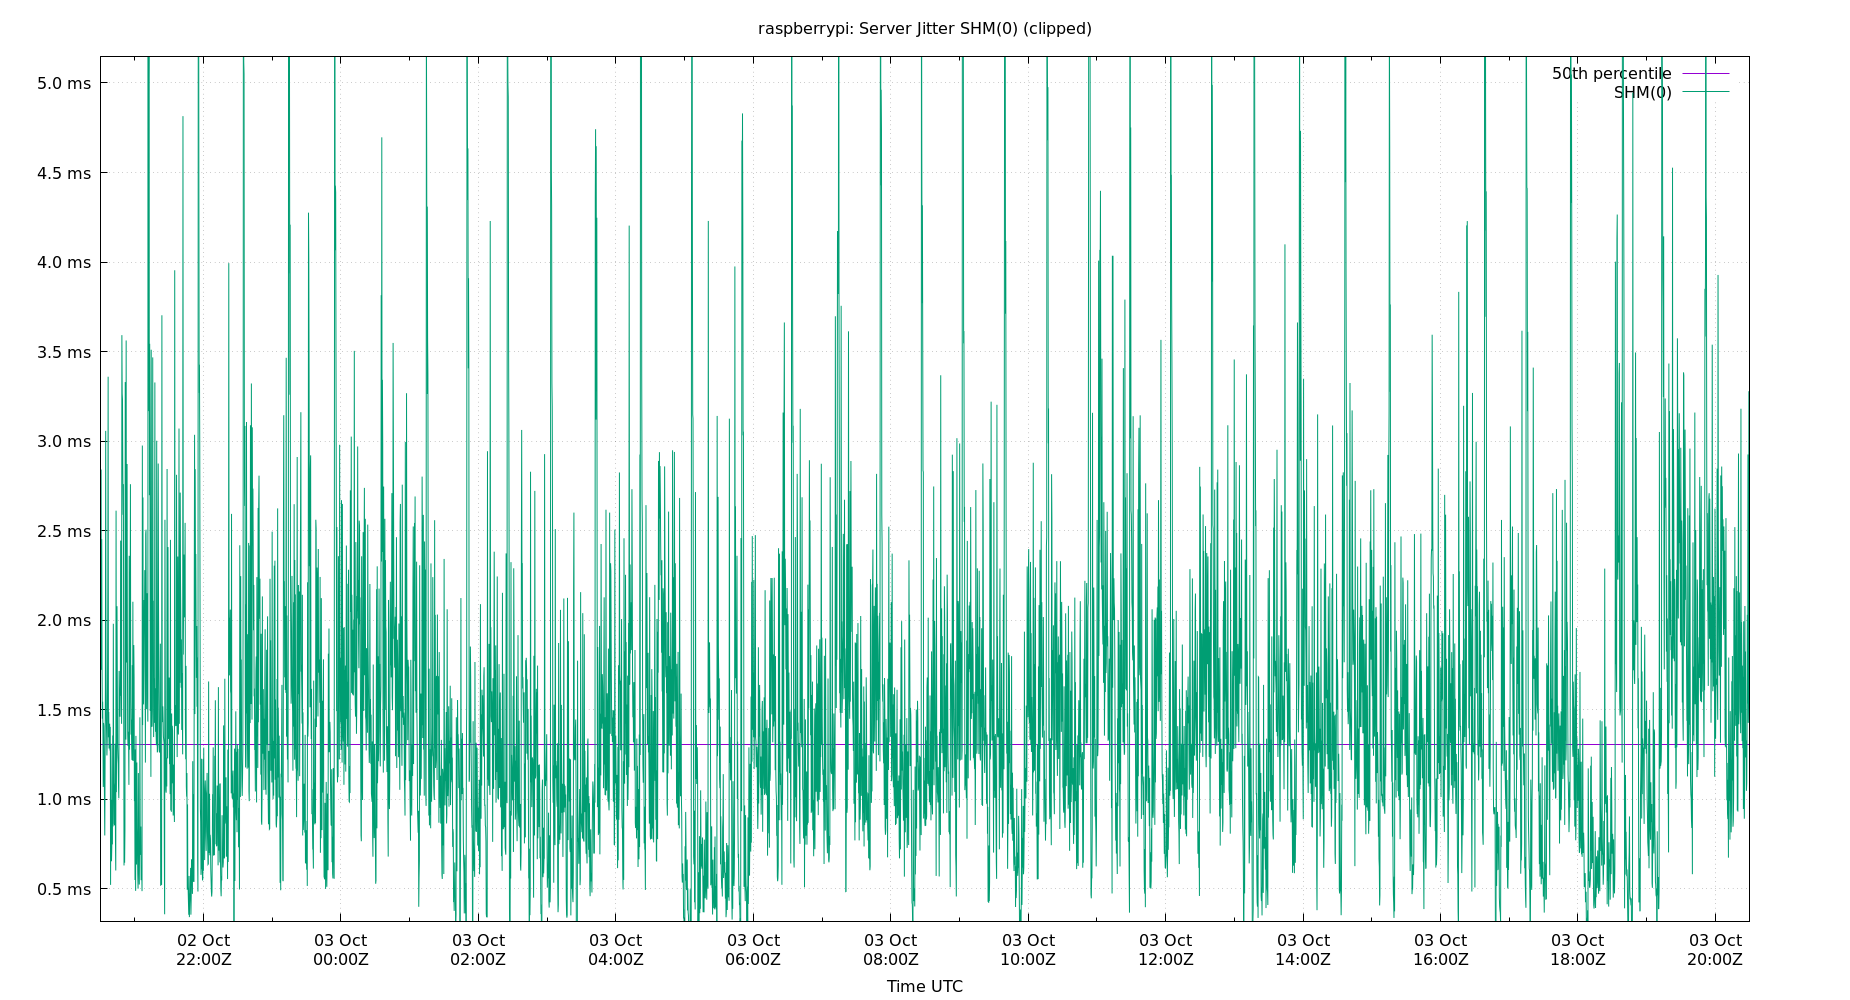 raspberrypi: Server Jitter SHM(0) (clipped)
50th percentile
SHM(0)
5.0 ms
4.5 ms
4.0 ms
3.5 ms
3.0 ms
2.5 ms
2.0 ms
1.5 ms
1.0 ms
0.5 ms
02 Oct 03 Oct 03 Oct 03 Oct 03 Oct 03 Oct 03 Oct 03 Oct 03 Oct 03 Oct 03 Oct 03 Oct
22:00Z 00:00Z 02:00Z 04:00Z 06:00Z 08:00Z 10:00Z 12:00Z 14:00Z 16:00Z 18:00Z 20:00Z
Time UTC